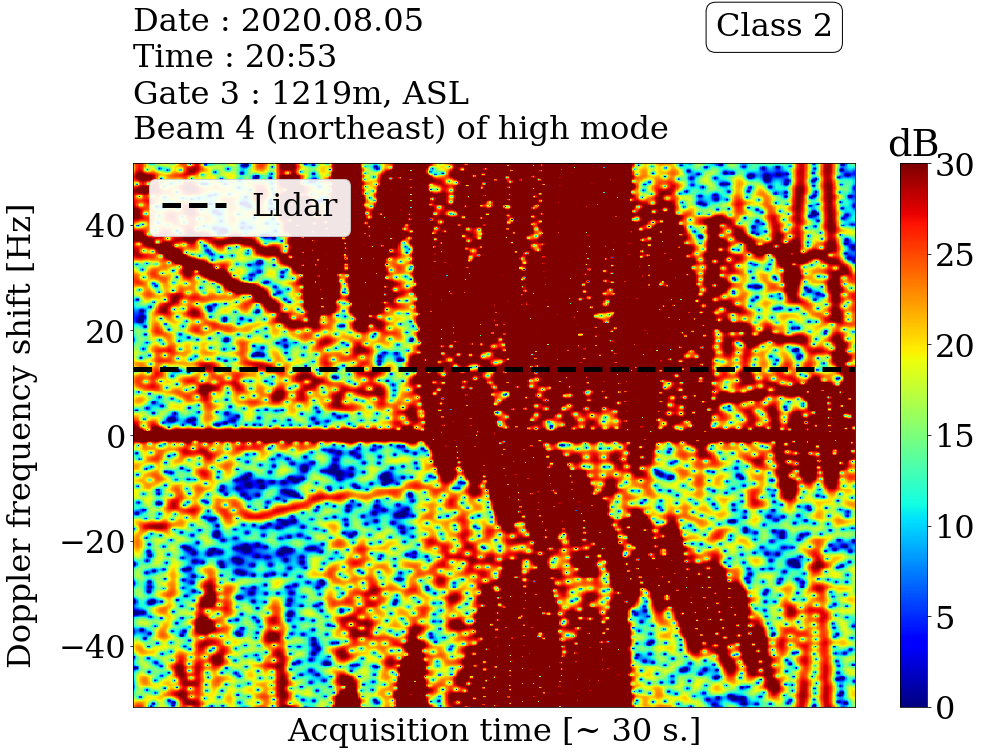 Date : 2020.08.05
Time : 20:53
Gate 3 : 1219m, ASL
Beam 4 (northeast) of high mode
Class 2
dB
Lidar
Doppler frequency shift [Hz]
40
20
0
−20
−40
30
25
20
15
10
5
0
Acquisition time [~ 30 s.]